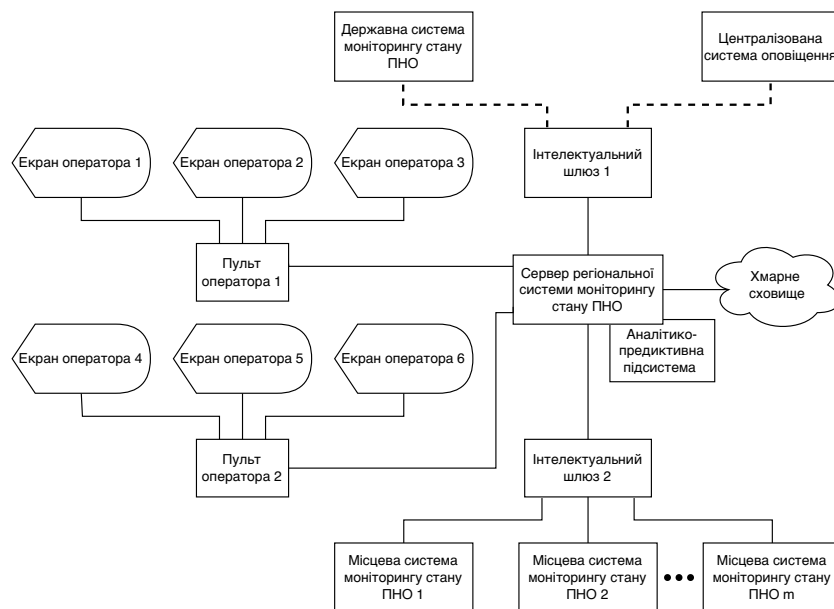 Державна система
моніторингу стану
ПНО
Централізована
система оповіщення
Екран оператора 1
Екран оператора 2
Екран оператора 3
Інтелектуальний
шлюз 1
Пульт
оператора 1
Сервер регіональної
системи моніторингу
стану ПНО
Хмарне
сховище
Аналітико-
предиктивна
підсистема
Екран оператора 4
Екран оператора 5
Екран оператора 6
Пульт
оператора 2
Інтелектуальний
шлюз 2
Місцева система
моніторингу стану
ПНО 1
Місцева система
моніторингу стану
ПНО 2
Місцева система
моніторингу стану
ПНО m